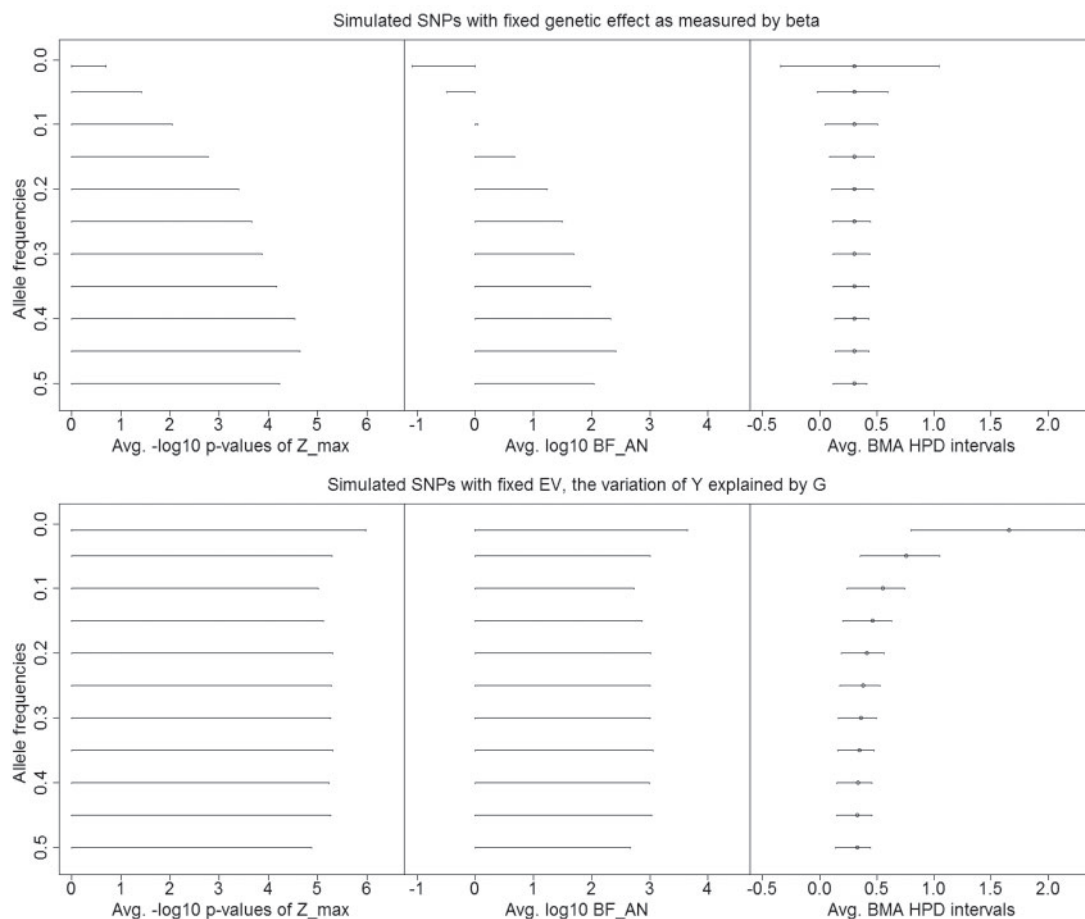 Simulated SNPs with fixed genetic effect as measured by beta
Allele frequencies
0.0
0.1
0.2
0.3
0.4
0.5
0 1 2 3 4 5 6
-1 0 1 2 3 4
-0.5 0.0 0.5 1.0 1.5 2.0
Avg. -log10 p-values of Z_max
Avg. log10 BF_AN
Avg. BMA HPD intervals
Simulated SNPs with fixed EV, the variation of Y explained by G
Allele frequencies
0.0
0.1
0.2
0.3
0.4
0.5
0 1 2 3 4 5 6
-1 0 1 2 3 4
-0.5 0.0 0.5 1.0 1.5 2.0
Avg. -log10 p-values of Z_max
Avg. log10 BF_AN
Avg. BMA HPD intervals